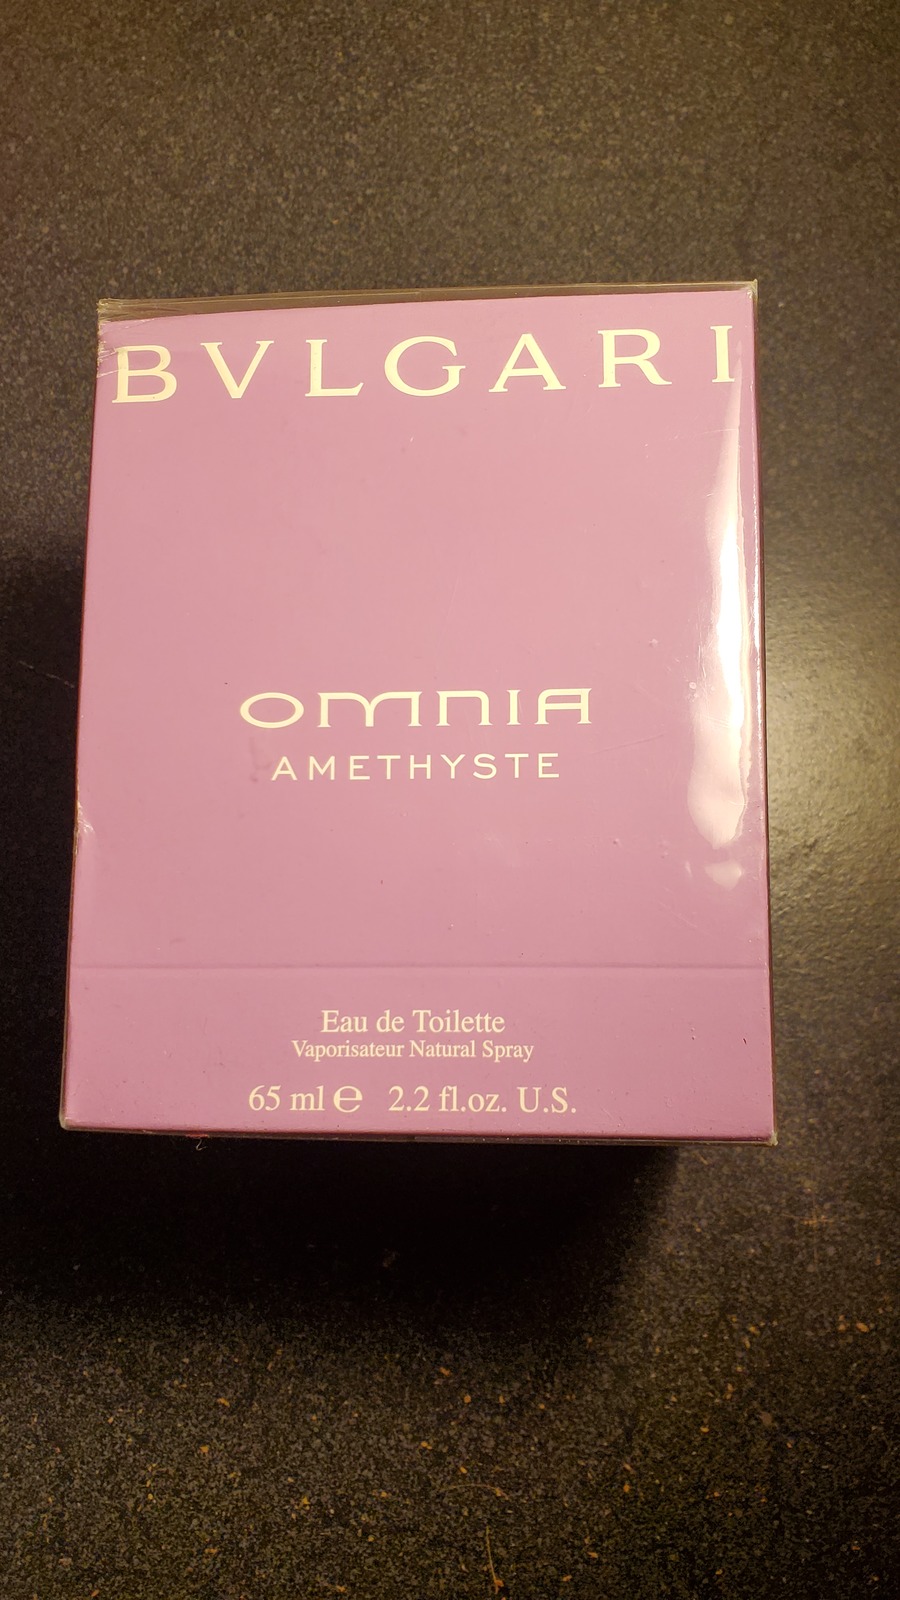 BVLGARI
OMNIA
AMETHYSTE
Eau de Toilette
Vaporisateur Natural Spray
65 ml ℮ 2.2 fl.oz. U.S.